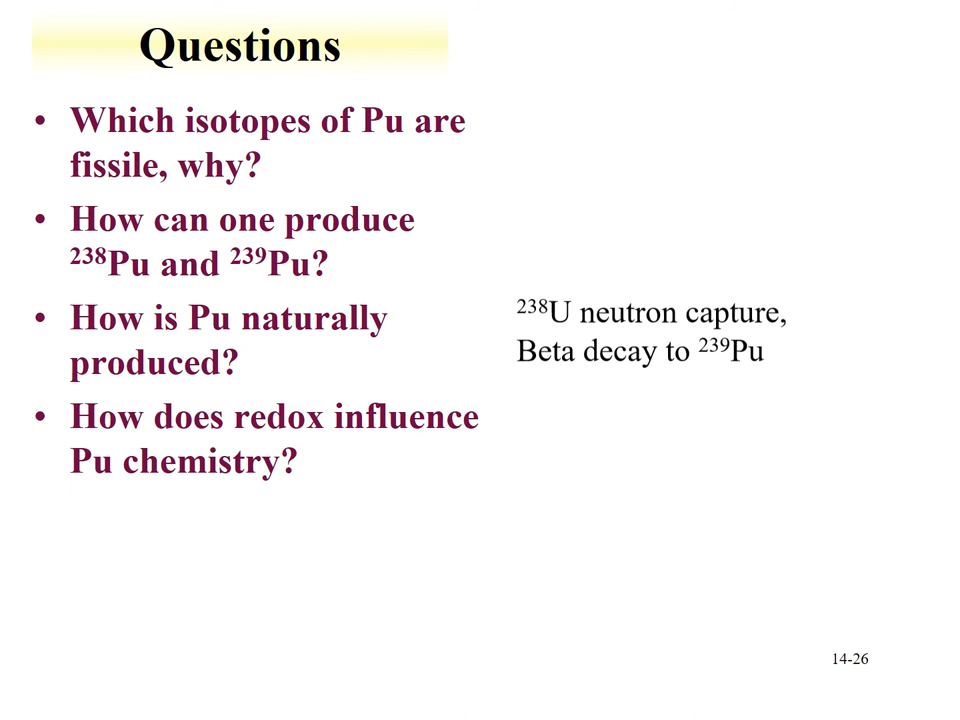 Questions
• Which isotopes of Pu are
fissile, why?
• How can one produce
²³⁸Pu and ²³⁹Pu?
• How is Pu naturally
produced?
• How does redox influence
Pu chemistry?
²³⁸U neutron capture,
Beta decay to ²³⁹Pu
14-26